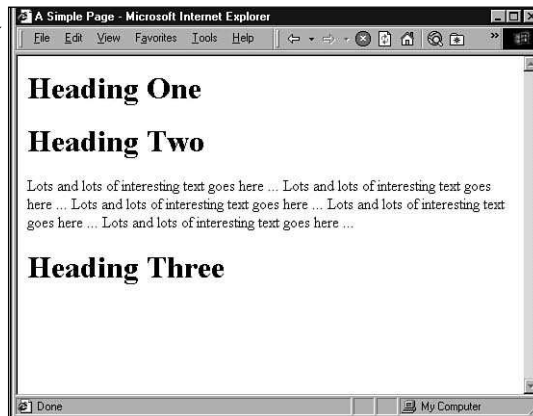 A Simple Page - Microsoft Internet Explorer
File Edit View Favorites Tools Help »
Heading One
Heading Two
Lots and lots of interesting text goes here ... Lots and lots of interesting text goes
here ... Lots and lots of interesting text goes here ... Lots and lots of interesting text
goes here ... Lots and lots of interesting text goes here ...
Heading Three
Done My Computer